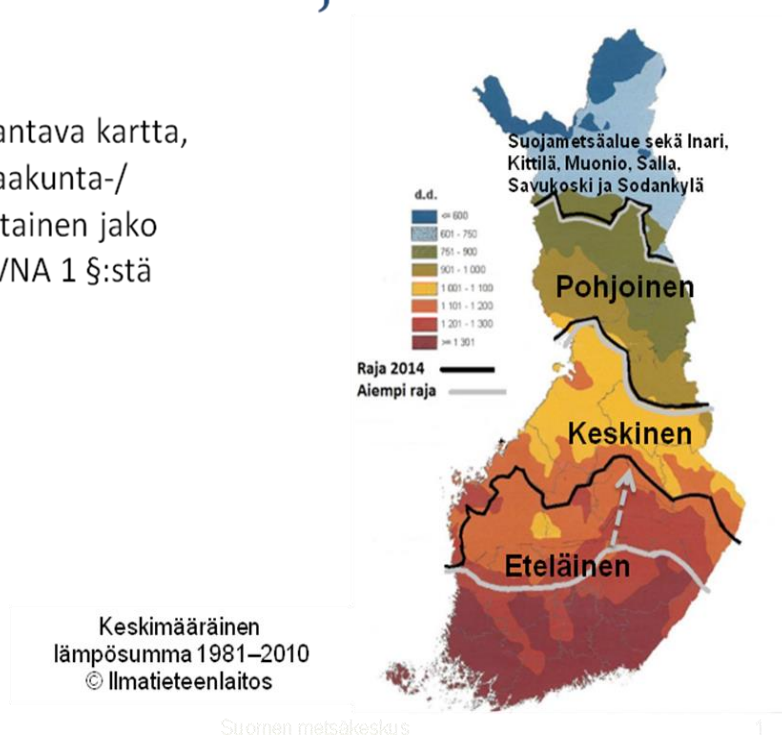 antava kartta,
aakunta-/
tainen jako
VNA 1 §:stä
Suojametsäalue sekä Inari,
Kittilä, Muonio, Salla,
Savukoski ja Sodankylä
d.d.
<= 600
601 - 750
751 - 900
901 - 1 000
1 001 - 1 100
1 101 - 1 200
1 201 - 1 300
>= 1 301
Raja 2014
Aiempi raja
Pohjoinen
Keskinen
Eteläinen
Keskimääräinen
lämpösumma 1981–2010
© Ilmatieteenlaitos
Suomen metsäkeskus
1